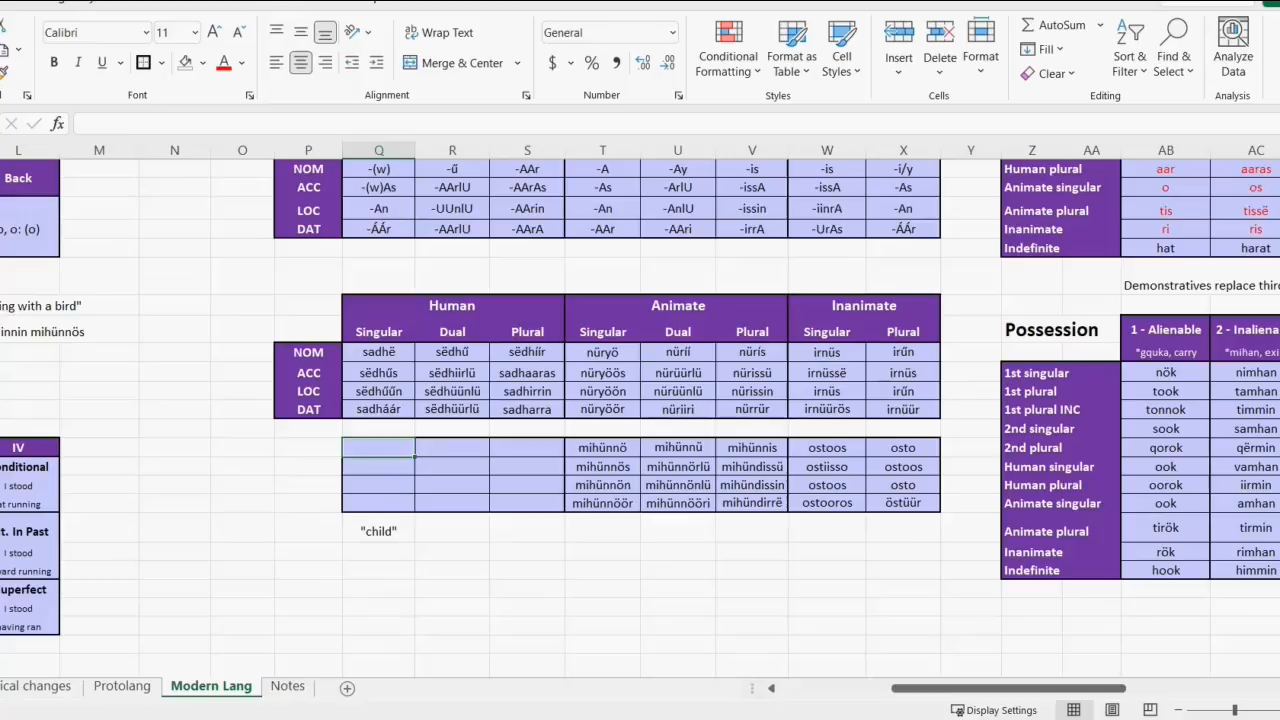 Calibri 11 Wrap Text General AutoSum
Conditional Formatting Format as Table Cell Styles Insert Delete Format Fill Sort & Filter Find & Select Analyze Data
B I U Merge & Center $ % Clear
Font Alignment Number Styles Cells Editing Analysis
fx
L M N O P Q R S T U V W X Y Z AA AB AC
Back NOM -(w) -ű -AAr -A -Ay -is -is -i/y Human plural aar aaras
ACC -(w)As -AArlU -AArAs -As -ArlU -issA -issA -As Animate singular o os
LOC -An -UUnlU -AArin -An -AnlU -issin -iinrA -An Animate plural tis tissë
o, o: (o) DAT -ÁÁr -AArlU -AArA -AAr -AAri -irrA -UrAs -ÁÁr Inanimate ri ris
Indefinite hat harat
Demonstratives replace third
ing with a bird" Human Animate Inanimate
innin mihünnös Singular Dual Plural Singular Dual Plural Singular Plural Possession 1 - Alienable 2 - Inaliena
NOM sadhë sëdhű sëdhíír nüryö nüríí nürís irnüs irűn *gquka, carry *mihan, exi
ACC sëdhűs sëdhiirlü sadhaaras nüryöös nürüürlü nürissü irnüssë irnüs 1st singular nök nimhan
LOC sëdhűűn sëdhüünlü sadhirrin nüryöön nürüünlü nürissin irnüs irűn 1st plural took tamhan
DAT sadháár sëdhüürlü sadharra nüryöör nüriiri nürrür irnüürös irnüür 1st plural INC tonnok timmin
2nd singular sook samhan
IV mihünnö mihünnü mihünnis ostoos osto 2nd plural qorok qërmin
onditional mihünnös mihünnörlü mihündissü ostiisso ostoos Human singular ook vamhan
I stood mihünnön mihünnönlü mihündissin ostoos osto Human plural oorok iirmin
at running mihünnöör mihünnööri mihündirrë ostooros östüür Animate singular ook amhan
t. In Past "child" Animate plural tirök tirmin
I stood Inanimate rök rimhan
ward running Indefinite hook himmin
uperfect
I stood
naving ran
ical changes Protolang Modern Lang Notes
Display Settings